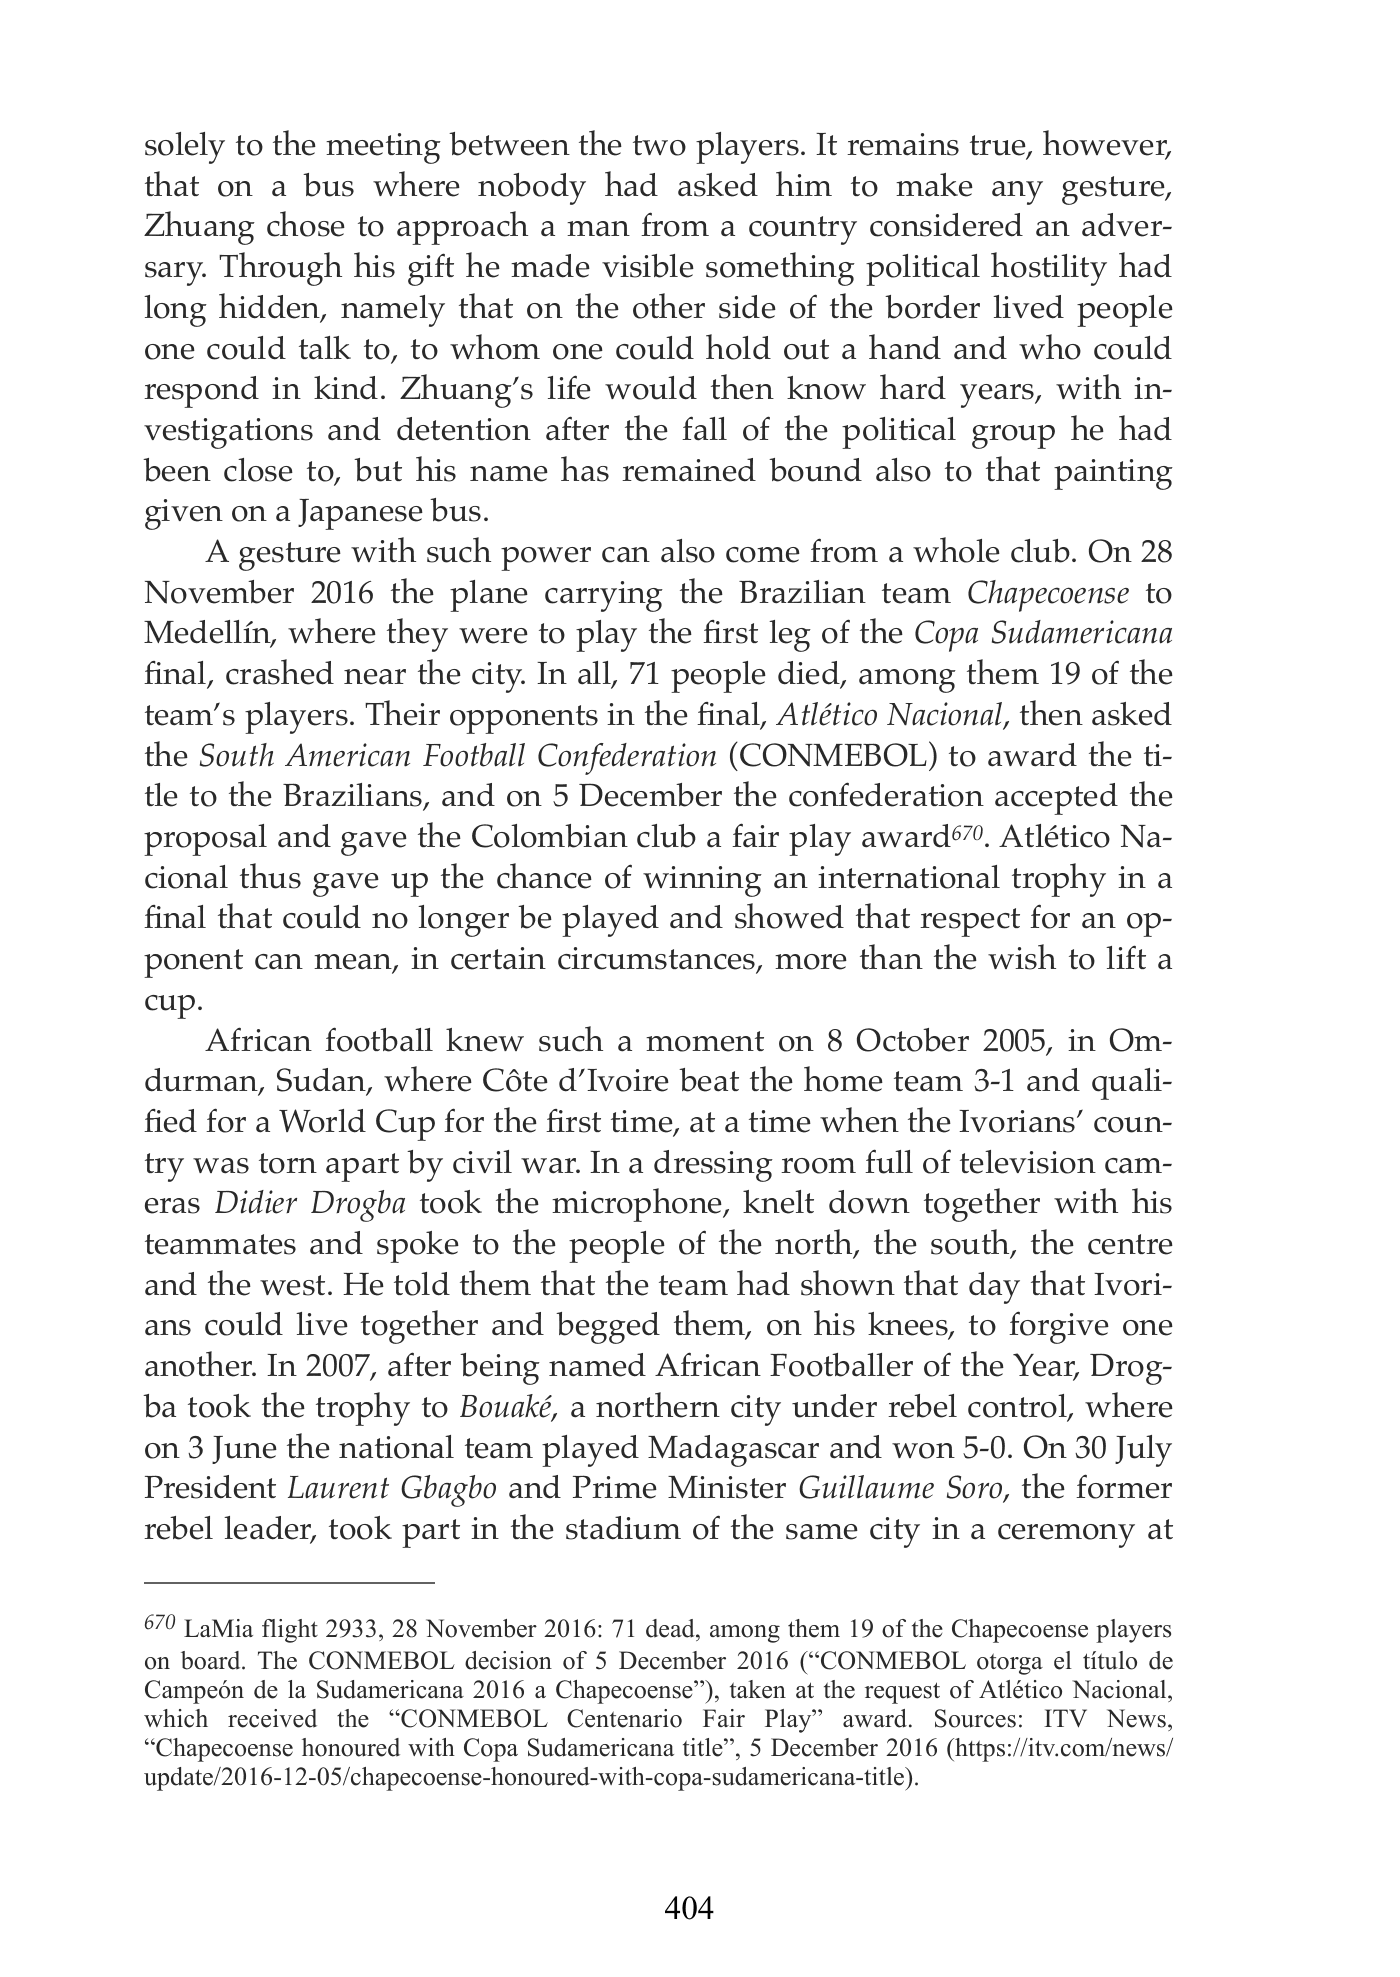 solely to the meeting between the two players. It remains true, however,
that on a bus where nobody had asked him to make any gesture,
Zhuang chose to approach a man from a country considered an adver-
sary. Through his gift he made visible something political hostility had
long hidden, namely that on the other side of the border lived people
one could talk to, to whom one could hold out a hand and who could
respond in kind. Zhuang’s life would then know hard years, with in-
vestigations and detention after the fall of the political group he had
been close to, but his name has remained bound also to that painting
given on a Japanese bus.
A gesture with such power can also come from a whole club. On 28
November 2016 the plane carrying the Brazilian team Chapecoense to
Medellín, where they were to play the first leg of the Copa Sudamericana
final, crashed near the city. In all, 71 people died, among them 19 of the
team’s players. Their opponents in the final, Atlético Nacional, then asked
the South American Football Confederation (CONMEBOL) to award the ti-
tle to the Brazilians, and on 5 December the confederation accepted the
proposal and gave the Colombian club a fair play award670. Atlético Na-
cional thus gave up the chance of winning an international trophy in a
final that could no longer be played and showed that respect for an op-
ponent can mean, in certain circumstances, more than the wish to lift a
cup.
African football knew such a moment on 8 October 2005, in Om-
durman, Sudan, where Côte d’Ivoire beat the home team 3-1 and quali-
fied for a World Cup for the first time, at a time when the Ivorians’ coun-
try was torn apart by civil war. In a dressing room full of television cam-
eras Didier Drogba took the microphone, knelt down together with his
teammates and spoke to the people of the north, the south, the centre
and the west. He told them that the team had shown that day that Ivori-
ans could live together and begged them, on his knees, to forgive one
another. In 2007, after being named African Footballer of the Year, Drog-
ba took the trophy to Bouaké, a northern city under rebel control, where
on 3 June the national team played Madagascar and won 5-0. On 30 July
President Laurent Gbagbo and Prime Minister Guillaume Soro, the former
rebel leader, took part in the stadium of the same city in a ceremony at
670 LaMia flight 2933, 28 November 2016: 71 dead, among them 19 of the Chapecoense players
on board. The CONMEBOL decision of 5 December 2016 (“CONMEBOL otorga el título de
Campeón de la Sudamericana 2016 a Chapecoense”), taken at the request of Atlético Nacional,
which received the “CONMEBOL Centenario Fair Play” award. Sources: ITV News,
“Chapecoense honoured with Copa Sudamericana title”, 5 December 2016 (https://itv.com/news/
update/2016-12-05/chapecoense-honoured-with-copa-sudamericana-title).
404